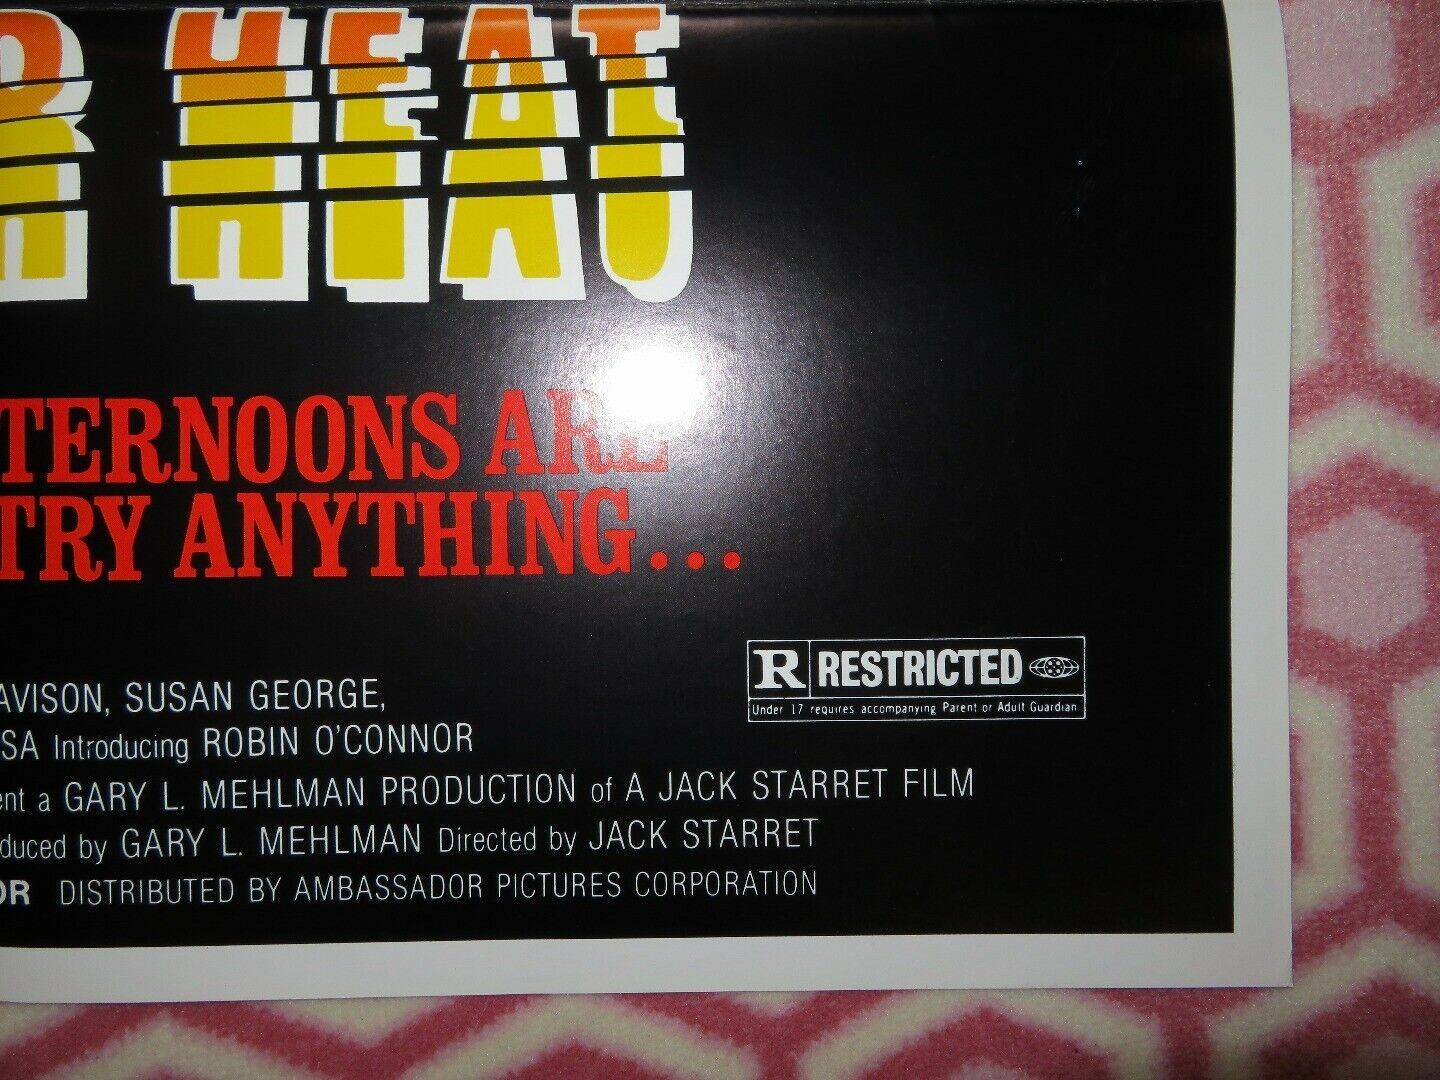 R HEAT
TERNOONS ARE
TRY ANYTHING...
R RESTRICTED
Under 17 requires accompanying Parent or Adult Guardian
AVISON, SUSAN GEORGE,
SA Introducing ROBIN O'CONNOR
ent a GARY L. MEHLMAN PRODUCTION of A JACK STARRET FILM
duced by GARY L. MEHLMAN Directed by JACK STARRET
OR DISTRIBUTED BY AMBASSADOR PICTURES CORPORATION